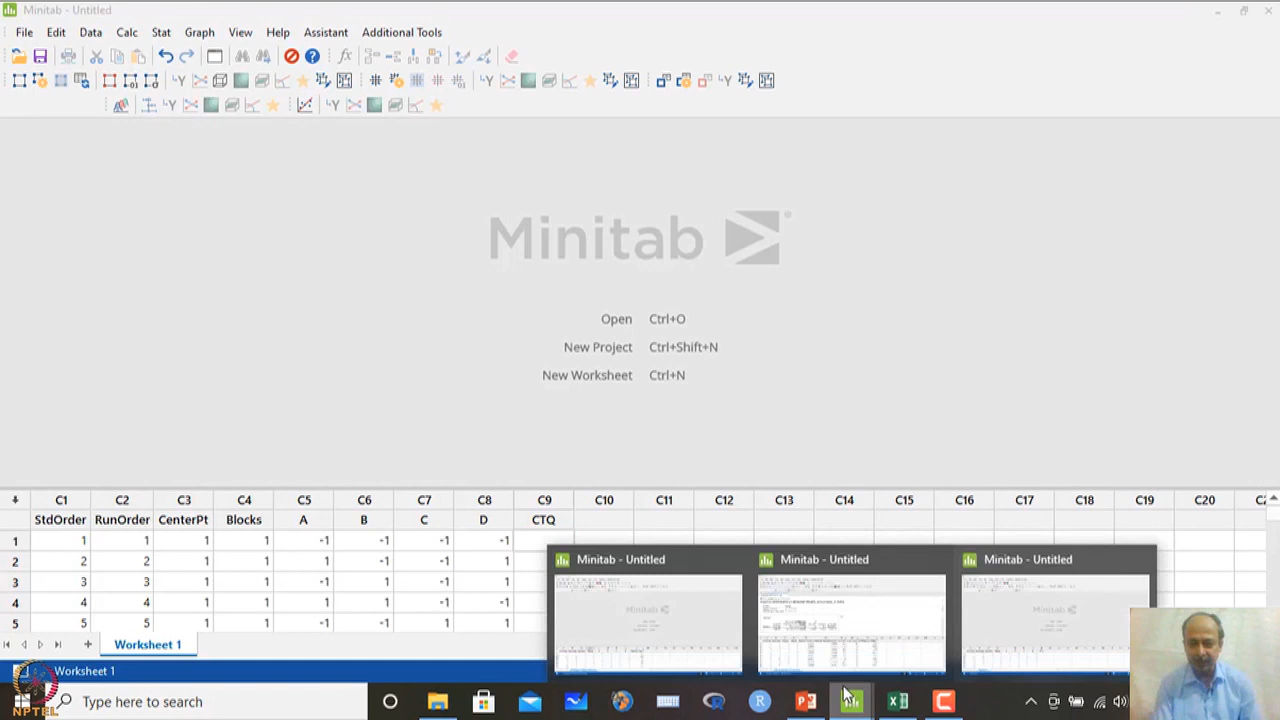 Minitab - Untitled
File Edit Data Calc Stat Graph View Help Assistant Additional Tools
Minitab
Open Ctrl+O
New Project Ctrl+Shift+N
New Worksheet Ctrl+N
C1 C2 C3 C4 C5 C6 C7 C8 C9 C10 C11 C12 C13 C14 C15 C16 C17 C18 C19 C20
StdOrder RunOrder CenterPt Blocks A B C D CTQ
1 1 1 1 1 -1 -1 -1 -1
2 2 2 1 1 -1 -1 -1 1
3 3 3 1 1 -1 -1 1 1
4 4 4 1 1 -1 1 -1
5 5 5 1 1 -1 -1 1 1
Minitab - Untitled Minitab - Untitled Minitab - Untitled
Worksheet 1
Worksheet 1
Type here to search
NPTEL